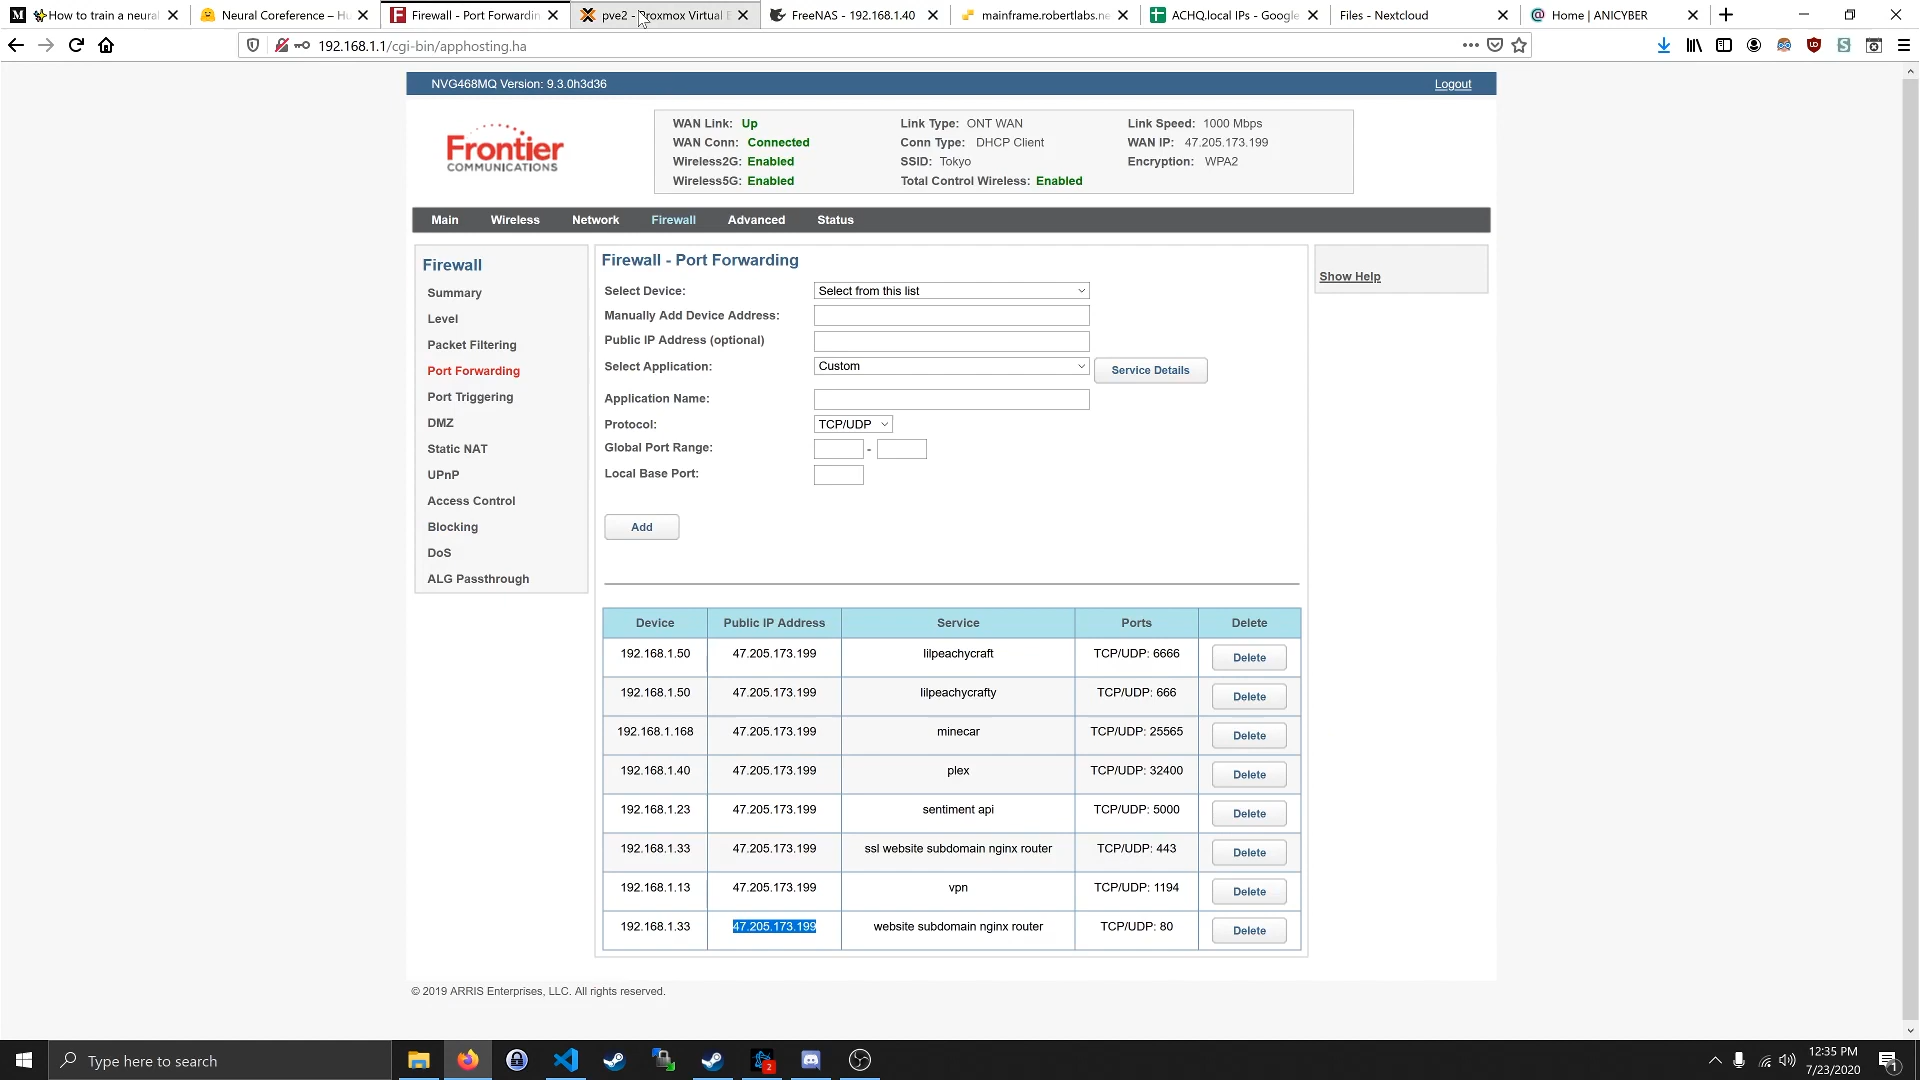 How to train a neural
Neural Coreference – Hu
Firewall - Port Forwardin
pve2 - Proxmox Virtual E
FreeNAS - 192.168.1.40
mainframe.robertlabs.ne
ACHQ.local IPs - Google
Files - Nextcloud
Home | ANICYBER
192.168.1.1/cgi-bin/apphosting.ha
NVG468MQ Version: 9.3.0h3d36
Logout
Frontier
COMMUNICATIONS
WAN Link: Up
Link Type: ONT WAN
Link Speed: 1000 Mbps
WAN Conn: Connected
Conn Type: DHCP Client
WAN IP: 47.205.173.199
Wireless2G: Enabled
SSID: Tokyo
Encryption: WPA2
Wireless5G: Enabled
Total Control Wireless: Enabled
Main Wireless Network Firewall Advanced Status
Firewall
Summary
Level
Packet Filtering
Port Forwarding
Port Triggering
DMZ
Static NAT
UPnP
Access Control
Blocking
DoS
ALG Passthrough
Firewall - Port Forwarding
Select Device: Select from this list
Manually Add Device Address:
Public IP Address (optional)
Select Application: Custom Service Details
Application Name:
Protocol: TCP/UDP
Global Port Range: -
Local Base Port:
Add
Show Help
Device Public IP Address Service Ports Delete
192.168.1.50 47.205.173.199 lilpeachycraft TCP/UDP: 6666 Delete
192.168.1.50 47.205.173.199 lilpeachycrafty TCP/UDP: 666 Delete
192.168.1.168 47.205.173.199 minecar TCP/UDP: 25565 Delete
192.168.1.40 47.205.173.199 plex TCP/UDP: 32400 Delete
192.168.1.23 47.205.173.199 sentiment api TCP/UDP: 5000 Delete
192.168.1.33 47.205.173.199 ssl website subdomain nginx router TCP/UDP: 443 Delete
192.168.1.13 47.205.173.199 vpn TCP/UDP: 1194 Delete
192.168.1.33 47.205.173.199 website subdomain nginx router TCP/UDP: 80 Delete
© 2019 ARRIS Enterprises, LLC. All rights reserved.
Type here to search
2
12:35 PM
7/23/2020
1